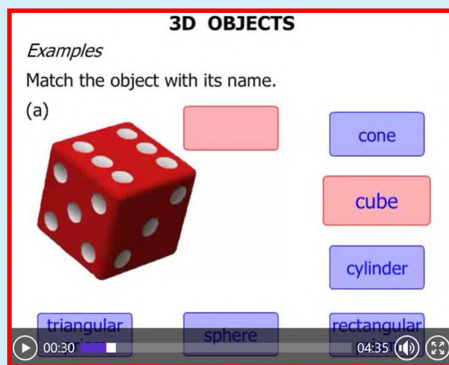 3D OBJECTS
Examples
Match the object with its name.
(a)
cone
cube
cylinder
triangular
sphere
rectangular
00:30
04:35